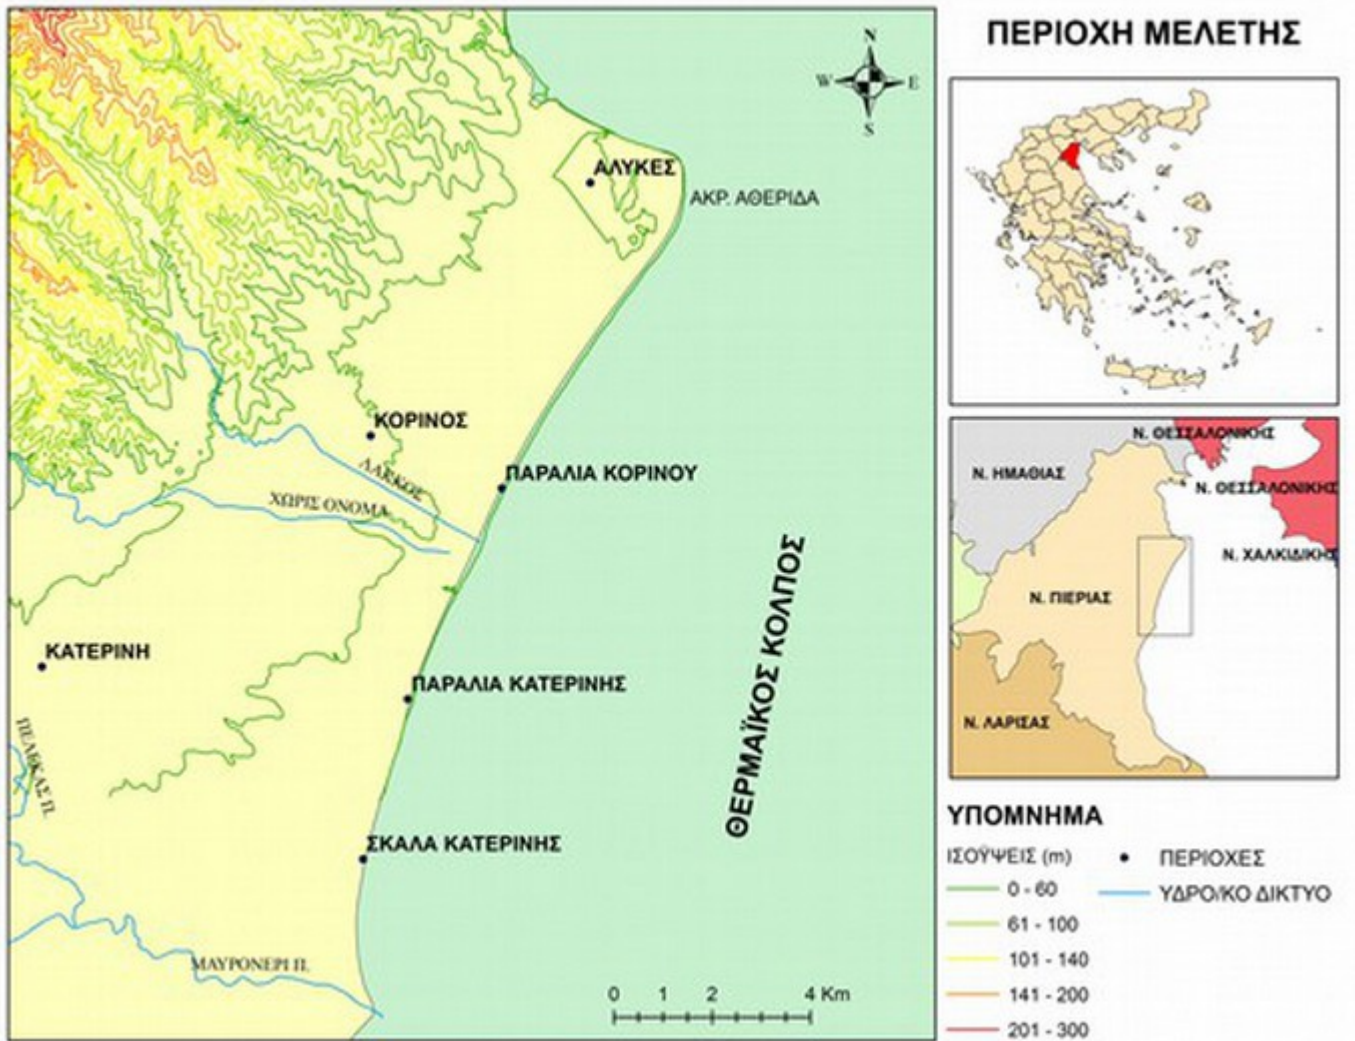 ΠΕΡΙΟΧΗ ΜΕΛΕΤΗΣ
N
W E
S
ΑΛΥΚΕΣ
ΑΚΡ. ΑΘΕΡΙΔΑ
ΚΟΡΙΝΟΣ
ΛΑΚΚΟΣ
ΠΑΡΑΛΙΑ ΚΟΡΙΝΟΥ
ΧΩΡΙΣ ΟΝΟΜΑ
ΘΕΡΜΑΪΚΟΣ ΚΟΛΠΟΣ
ΚΑΤΕΡΙΝΗ
ΠΑΡΑΛΙΑ ΚΑΤΕΡΙΝΗΣ
ΠΕΛΕΚΑΣ Π.
ΣΚΑΛΑ ΚΑΤΕΡΙΝΗΣ
ΜΑΥΡΟΝΕΡΙ Π.
0 1 2 4 Km
Ν. ΘΕΣΣΑΛΟΝΙΚΗΣ
Ν. ΗΜΑΘΙΑΣ
Ν. ΘΕΣΣΑΛΟΝΙΚΗΣ
Ν. ΧΑΛΚΙΔΙΚΗΣ
Ν. ΠΙΕΡΙΑΣ
Ν. ΛΑΡΙΣΑΣ
ΥΠΟΜΝΗΜΑ
ΙΣΟΫΨΕΙΣ (m)
0 - 60
61 - 100
101 - 140
141 - 200
201 - 300
ΠΕΡΙΟΧΕΣ
ΥΔΡΟ/ΚΟ ΔΙΚΤΥΟ